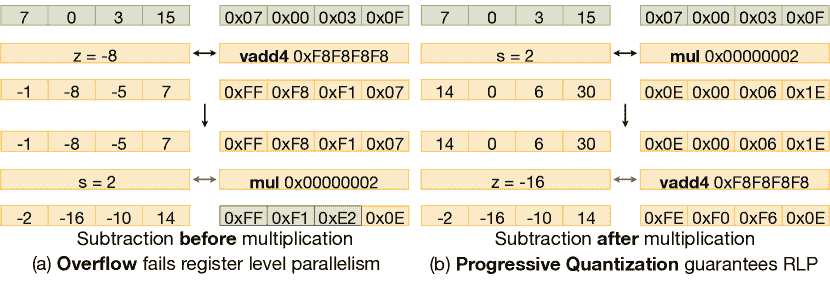 7 0 3 15 0x07 0x00 0x03 0x0F
z = -8 vadd4 0xF8F8F8F8
-1 -8 -5 7 0xFF 0xF8 0xF1 0x07
-1 -8 -5 7 0xFF 0xF8 0xF1 0x07
s = 2 mul 0x00000002
-2 -16 -10 14 0xFF 0xF1 0xE2 0x0E
Subtraction before multiplication
(a) Overflow fails register level parallelism
7 0 3 15 0x07 0x00 0x03 0x0F
s = 2 mul 0x00000002
14 0 6 30 0x0E 0x00 0x06 0x1E
14 0 6 30 0x0E 0x00 0x06 0x1E
z = -16 vadd4 0xF8F8F8F8
-2 -16 -10 14 0xFE 0xF0 0xF6 0x0E
Subtraction after multiplication
(b) Progressive Quantization guarantees RLP